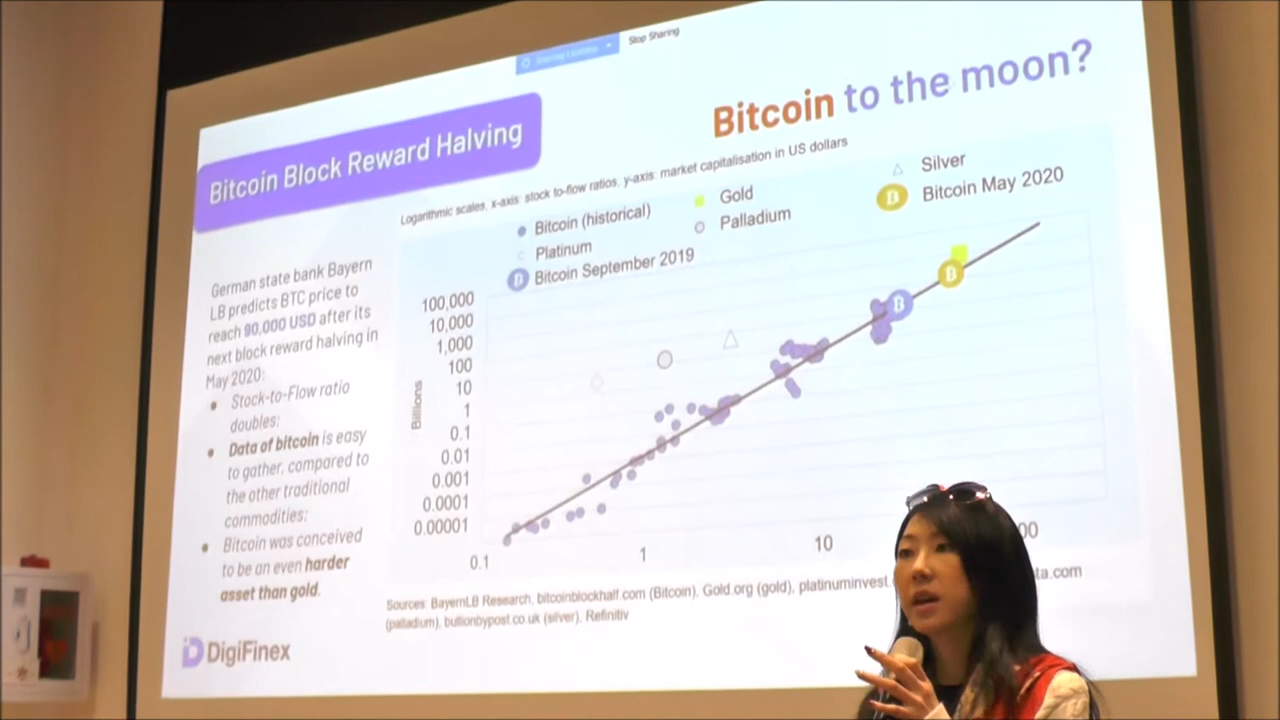 Stop Sharing
Bitcoin to the moon?
Bitcoin Block Reward Halving
German state bank Bayern
LB predicts BTC price to
reach 90,000 USD after its
next block reward halving in
May 2020:
Stock-to-Flow ratio
doubles;
Data of bitcoin is easy
to gather, compared to
the other traditional
commodities;
Bitcoin was conceived
to be an even harder
asset than gold.
Logarithmic scales, x-axis: stock to-flow ratios, y-axis: market capitalisation in US dollars
Bitcoin (historical)
Gold
Silver
Platinum
Palladium
Bitcoin May 2020
Bitcoin September 2019
Billions
100,000
10,000
1,000
100
10
1
0.1
0.01
0.001
0.0001
0.00001
0.1
1
10
00
Sources: BayernLB Research, bitcoinblockhalf.com (Bitcoin), Gold.org (gold), platinuminvest. ta.com
(palladium), bullionbypost.co.uk (silver), Refinitiv
DigiFinex